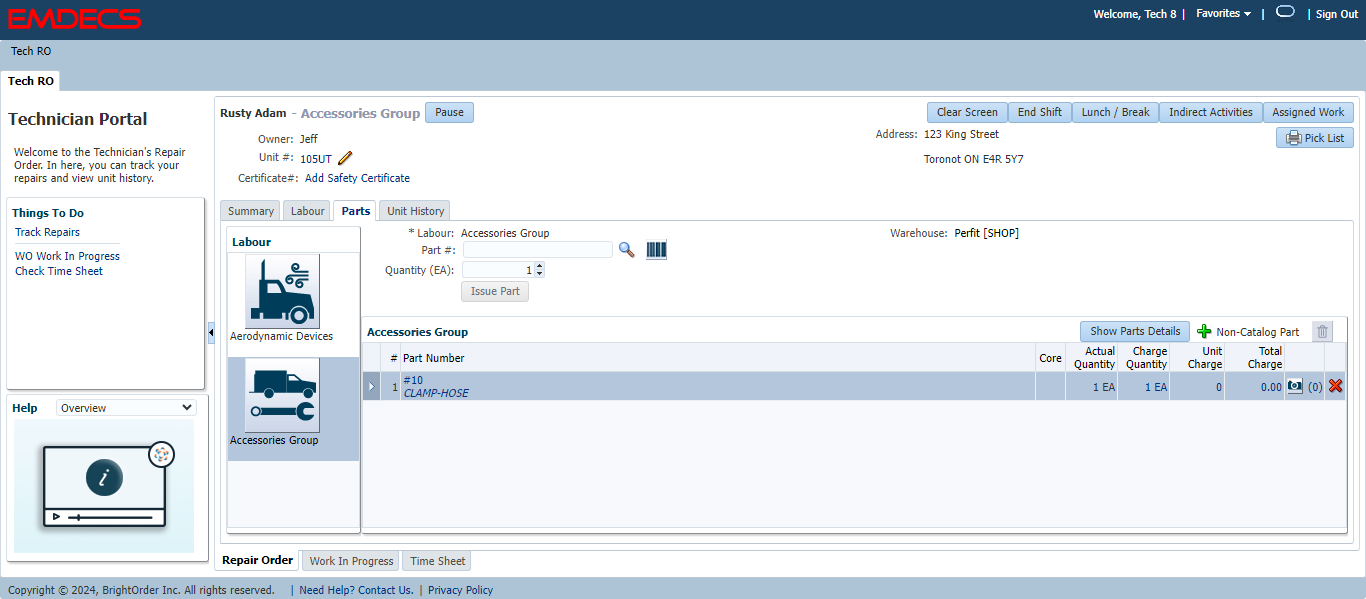 EMDECS
Welcome, Tech 8 | Favorites | | Sign Out
Tech RO
Tech RO
Technician Portal
Welcome to the Technician's Repair
Order. In here, you can track your
repairs and view unit history.
Things To Do
Track Repairs
WO Work In Progress
Check Time Sheet
Help Overview
i
Rusty Adam - Accessories Group Pause
Clear Screen End Shift Lunch / Break Indirect Activities Assigned Work
Pick List
Owner: Jeff
Unit #: 105UT
Certificate#: Add Safety Certificate
Address: 123 King Street
Toronot ON E4R 5Y7
Summary Labour Parts Unit History
Labour
Aerodynamic Devices
Accessories Group
* Labour: Accessories Group
Warehouse: Perfit [SHOP]
Part #:
Quantity (EA): 1
Issue Part
Accessories Group
Show Parts Details Non-Catalog Part
# Part Number Core Actual Quantity Charge Quantity Unit Charge Total Charge
1 #10 1 EA 1 EA 0 0.00 (0)
CLAMP-HOSE
Repair Order Work In Progress Time Sheet
Copyright © 2024, BrightOrder Inc. All rights reserved. | Need Help? Contact Us. | Privacy Policy